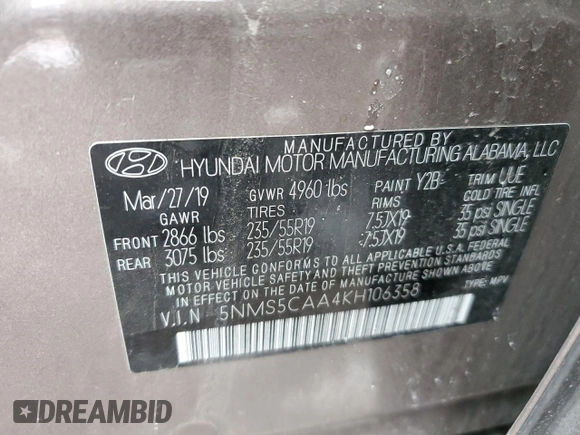 MANUFACTURED BY
HYUNDAI MOTOR MANUFACTURING ALABAMA, LLC
Mar/27/19 GVWR 4960 lbs PAINT Y2B TRIM UUE
GAWR TIRES RIMS COLD TIRE INFL
FRONT 2866 lbs 235/55R19 7.5JX19 35 psi SINGLE
REAR 3075 lbs 235/55R19 7.5JX19 35 psi SINGLE
THIS VEHICLE CONFORMS TO ALL APPLICABLE U.S.A. FEDERAL
MOTOR VEHICLE SAFETY AND THEFT PREVENTION STANDARDS
IN EFFECT ON THE DATE OF MANUFACTURE SHOWN ABOVE.
V.I.N 5NMS5CAA4KH106358 TYPE: MPV
DREAMBID